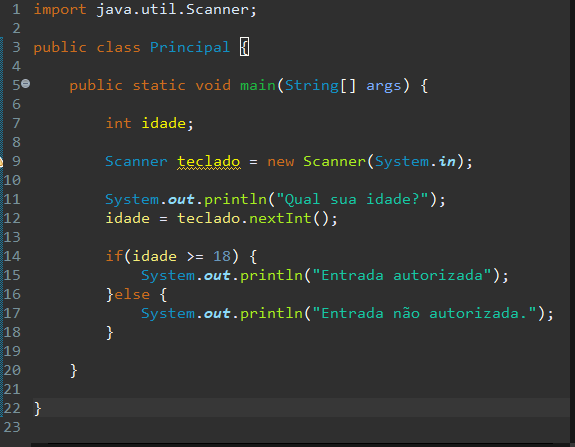 1 import java.util.Scanner;
2
3 public class Principal {
4
5 public static void main(String[] args) {
6
7 int idade;
8
9 Scanner teclado = new Scanner(System.in);
10
11 System.out.println("Qual sua idade?");
12 idade = teclado.nextInt();
13
14 if(idade >= 18) {
15 System.out.println("Entrada autorizada");
16 }else {
17 System.out.println("Entrada não autorizada.");
18 }
19
20 }
21
22 }
23